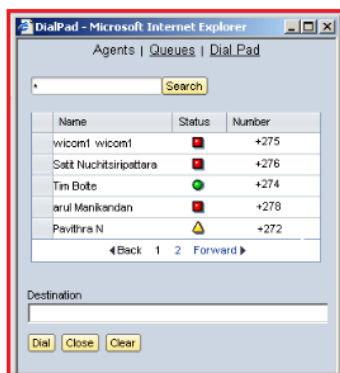 DialPad - Microsoft Internet Explorer
Agents | Queues | Dial Pad
* Search
Name Status Number
wicom1 wicom1 +275
Satit Nuchitsiripattara +276
Tim Bolte +274
arul Manikandan +278
Pavithra N +272
Back 1 2 Forward
Destination
Dial Close Clear